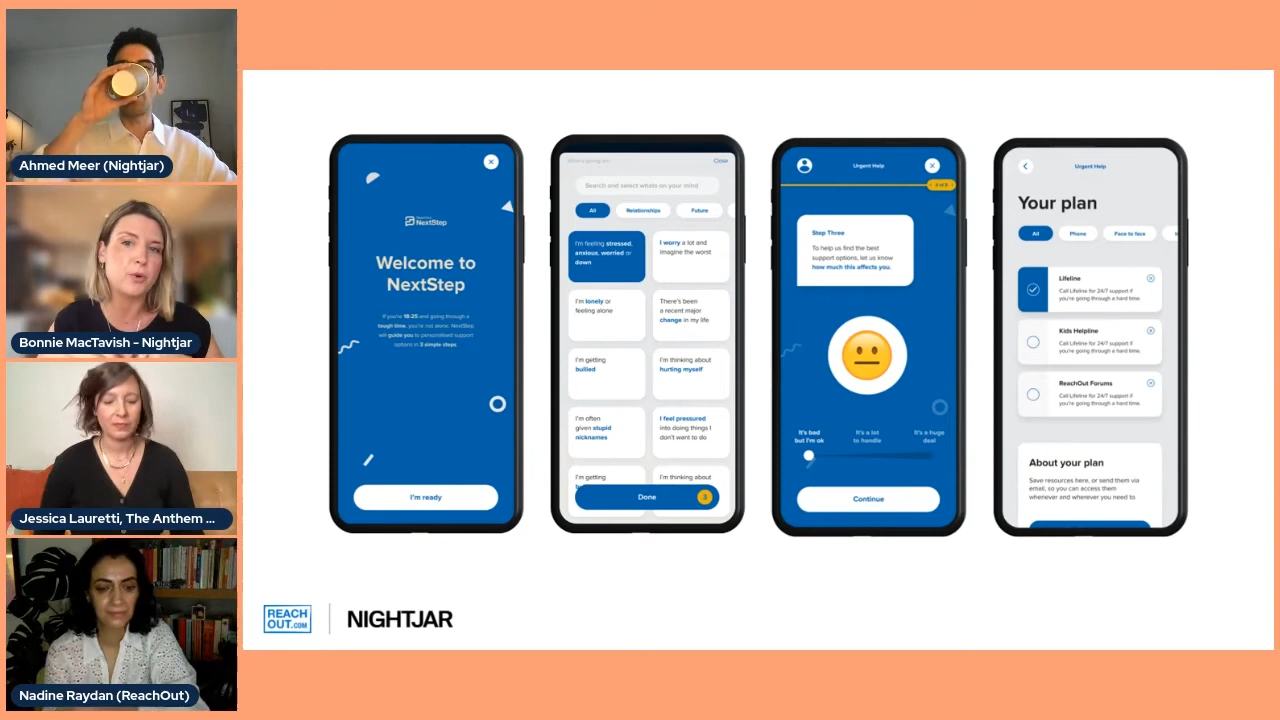 Ahmed Meer (Nightjar)
Bonnie MacTavish - Nightjar
Jessica Lauretti, The Anthem ...
Nadine Raydan (ReachOut)
NextStep
Welcome to
NextStep
If you're 18-25 and going through a
tough time, you're not alone. NextStep
will guide you to personalised support
options in 3 simple steps.
I'm ready
Close
Search and select whats on your mind
All
Relationships
Future
I'm feeling stressed,
anxious, worried or
down
I worry a lot and
imagine the worst
I'm lonely or
feeling alone
There's been
a recent major
change in my life
I'm getting
bullied
I'm thinking about
hurting myself
I'm often
given stupid
nicknames
I feel pressured
into doing things I
don't want to do
I'm getting
I'm thinking about
Done
3
Urgent Help
Step Three
To help us find the best
support options, let us know
how much this affects you.
It's bad
but I'm ok
It's a lot
to handle
It's a huge
deal
Continue
Urgent Help
Your plan
All
Phone
Face to face
Lifeline
Call Lifeline for 24/7 support if
you're going through a hard time.
Kids Helpline
Call Lifeline for 24/7 support if
you're going through a hard time.
ReachOut Forums
Call Lifeline for 24/7 support if
you're going through a hard time.
About your plan
Save resources here, or send them via
email, so you can access them
whenever and wherever you need to
REACH
OUT.COM
NIGHTJAR